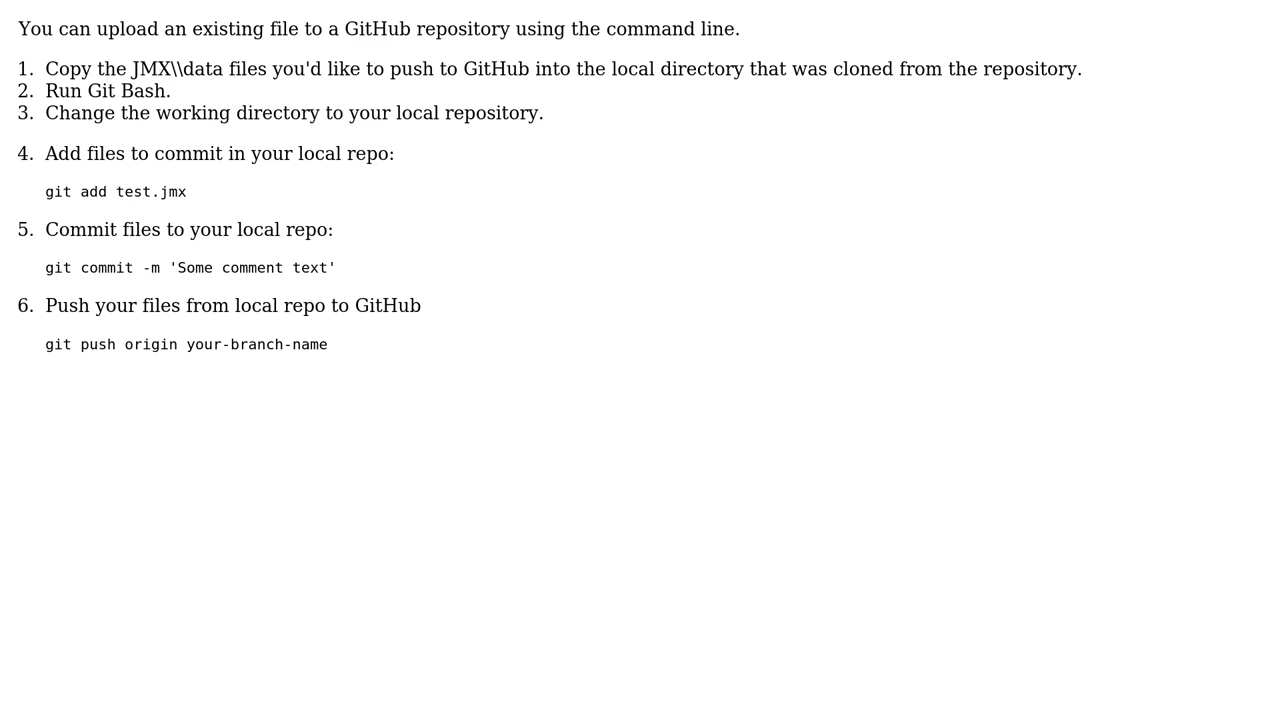 You can upload an existing file to a GitHub repository using the command line.
1. Copy the JMX\\data files you'd like to push to GitHub into the local directory that was cloned from the repository.
2. Run Git Bash.
3. Change the working directory to your local repository.
4. Add files to commit in your local repo:
git add test.jmx
5. Commit files to your local repo:
git commit -m 'Some comment text'
6. Push your files from local repo to GitHub
git push origin your-branch-name